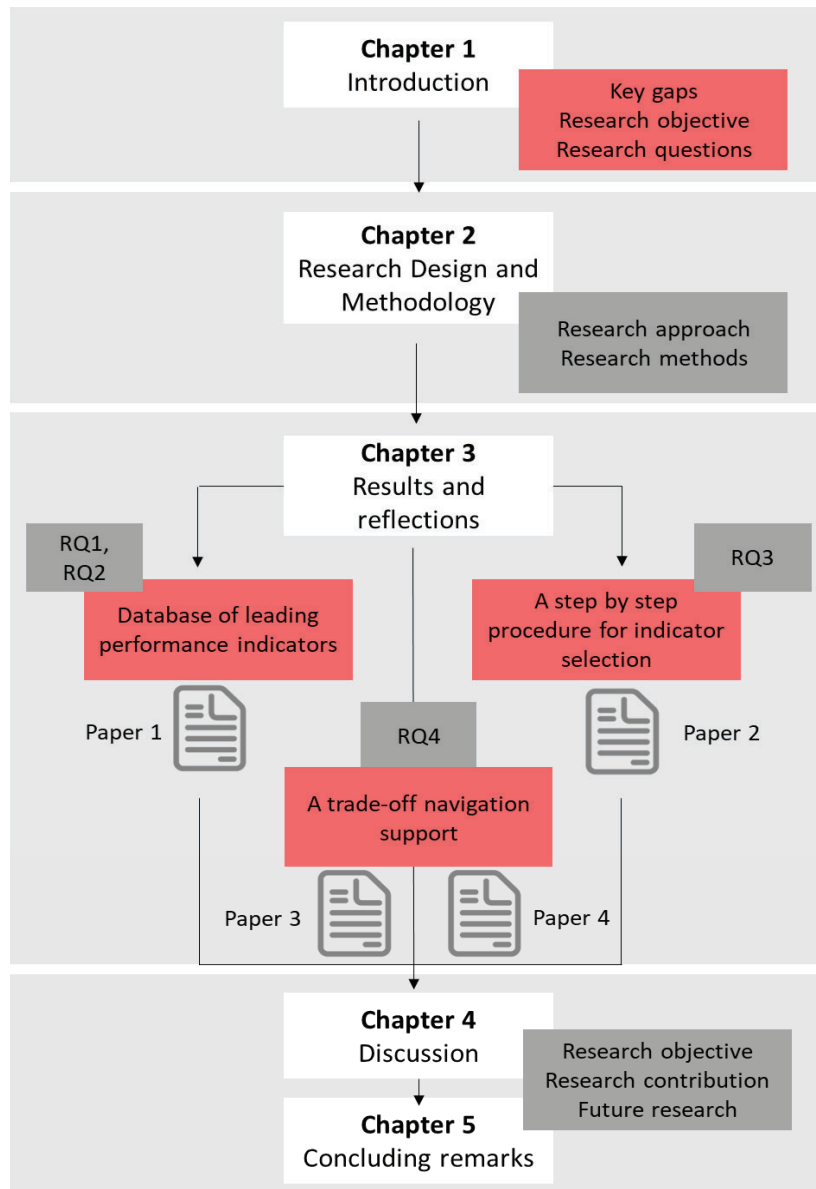 Chapter 1
Introduction
Key gaps
Research objective
Research questions
Chapter 2
Research Design and
Methodology
Research approach
Research methods
Chapter 3
Results and
reflections
RQ1,
RQ2
Database of leading
performance indicators
Paper 1
RQ3
A step by step
procedure for indicator
selection
Paper 2
RQ4
A trade-off navigation
support
Paper 3
Paper 4
Chapter 4
Discussion
Research objective
Research contribution
Future research
Chapter 5
Concluding remarks